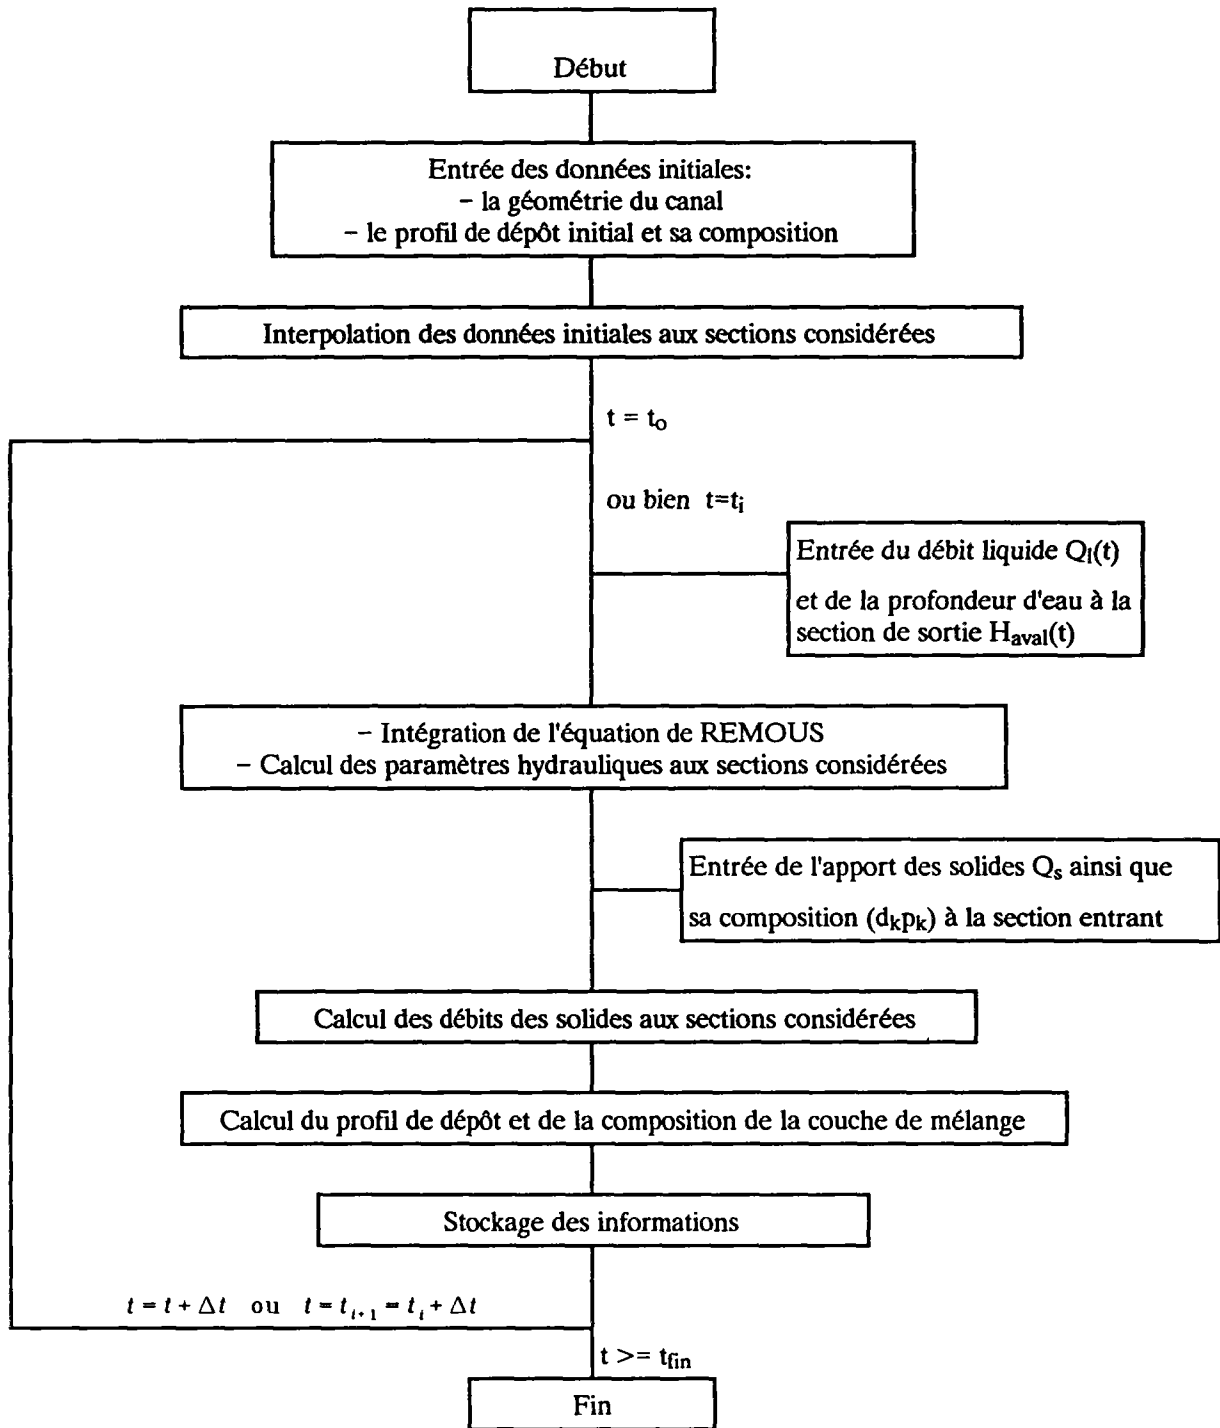 Début
Entrée des données initiales:
– la géométrie du canal
– le profil de dépôt initial et sa composition
Interpolation des données initiales aux sections considérées
t = t₀
ou bien t=tᵢ
Entrée du débit liquide Qₗ(t)
et de la profondeur d'eau à la
section de sortie Hₐᵥₐₗ(t)
– Intégration de l'équation de REMOUS
– Calcul des paramètres hydrauliques aux sections considérées
Entrée de l'apport des solides Qₛ ainsi que
sa composition (dₖpₖ) à la section entrant
Calcul des débits des solides aux sections considérées
Calcul du profil de dépôt et de la composition de la couche de mélange
Stockage des informations
t = t + Δt ou t = tᵢ₊₁ = tᵢ + Δt
t >= t_fin
Fin